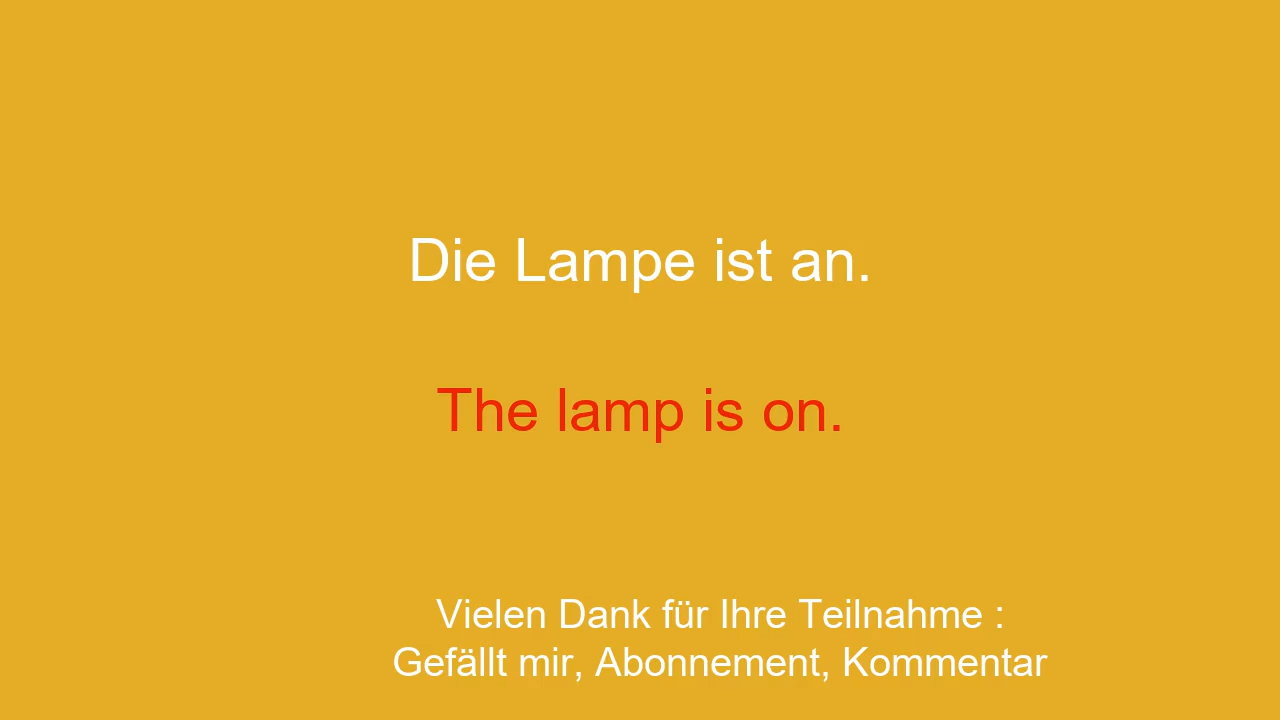 Die Lampe ist an.
The lamp is on.
Vielen Dank für Ihre Teilnahme :
Gefällt mir, Abonnement, Kommentar